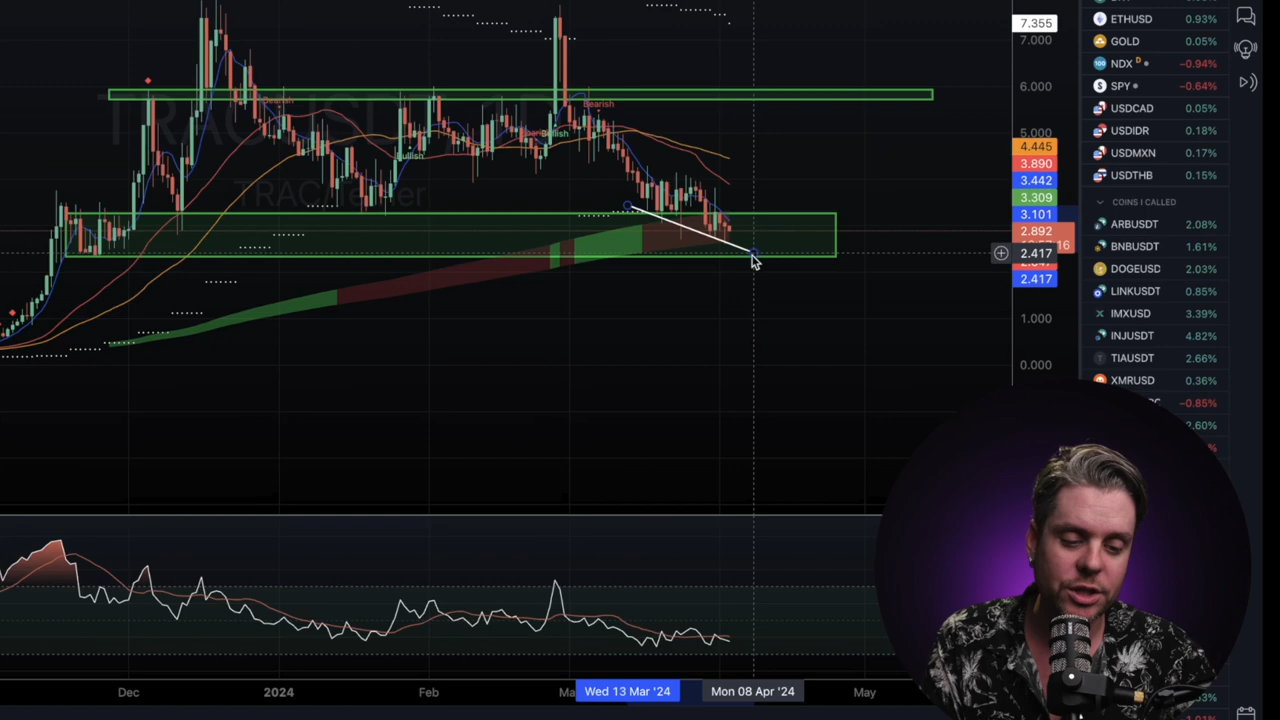 7.355
7.000
6.000
5.000
4.445
3.890
3.442
3.309
3.101
2.892
2.417
2.417
1.000
0.000
Bearish
Bearish
Bullish
Bullish
ETHUSD 0.93%
GOLD 0.05%
NDX D −0.94%
SPY −0.64%
USDCAD 0.05%
USDIDR 0.18%
USDMXN 0.17%
USDTHB 0.15%
COINS I CALLED
ARBUSDT 2.08%
BNBUSDT 1.61%
DOGEUSD 2.03%
LINKUSDT 0.85%
IMXUSD 3.39%
INJUSDT 4.82%
TIAUSDT 2.66%
XMRUSD 0.36%
−0.85%
2.60%
Dec 2024 Feb Wed 13 Mar '24 Mon 08 Apr '24 May